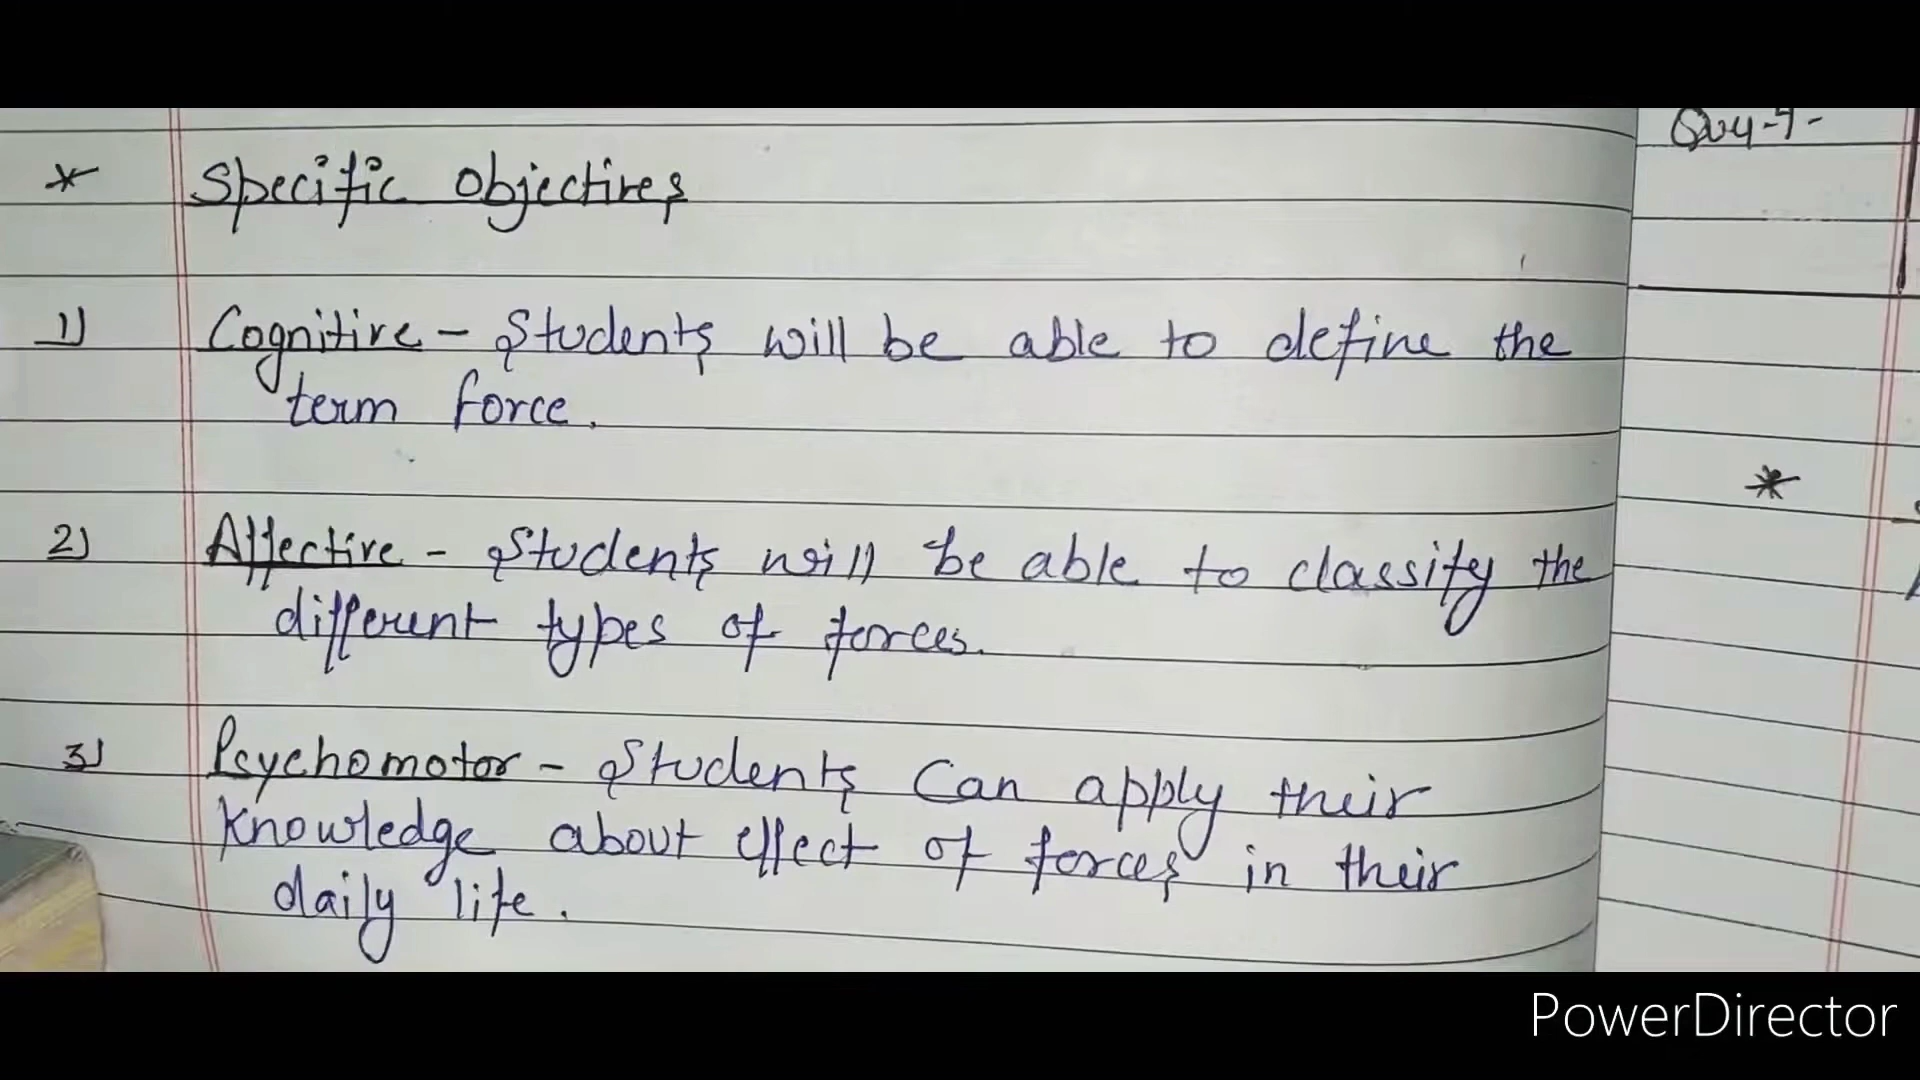 * Specific Objectives
1) Cognitive - Students will be able to define the
term force.
2) Affective - Students will be able to classify the
different types of forces.
3) Psychomotor - Students Can apply their
knowledge about effect of forces in their
daily life.
*
PowerDirector